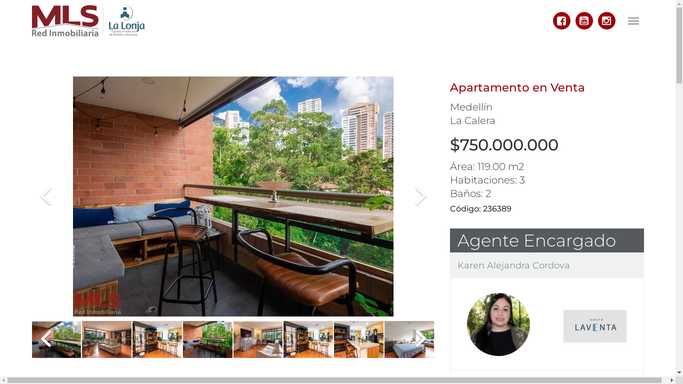 MLS
Red Inmobiliaria
La Lonja
Apartamento en Venta
Medellín
La Calera
$750.000.000
Área: 119.00 m2
Habitaciones: 3
Baños: 2
Código: 236389
Agente Encargado
Karen Alejandra Cordova
LAVENTA
MLS
Red Inmobiliaria